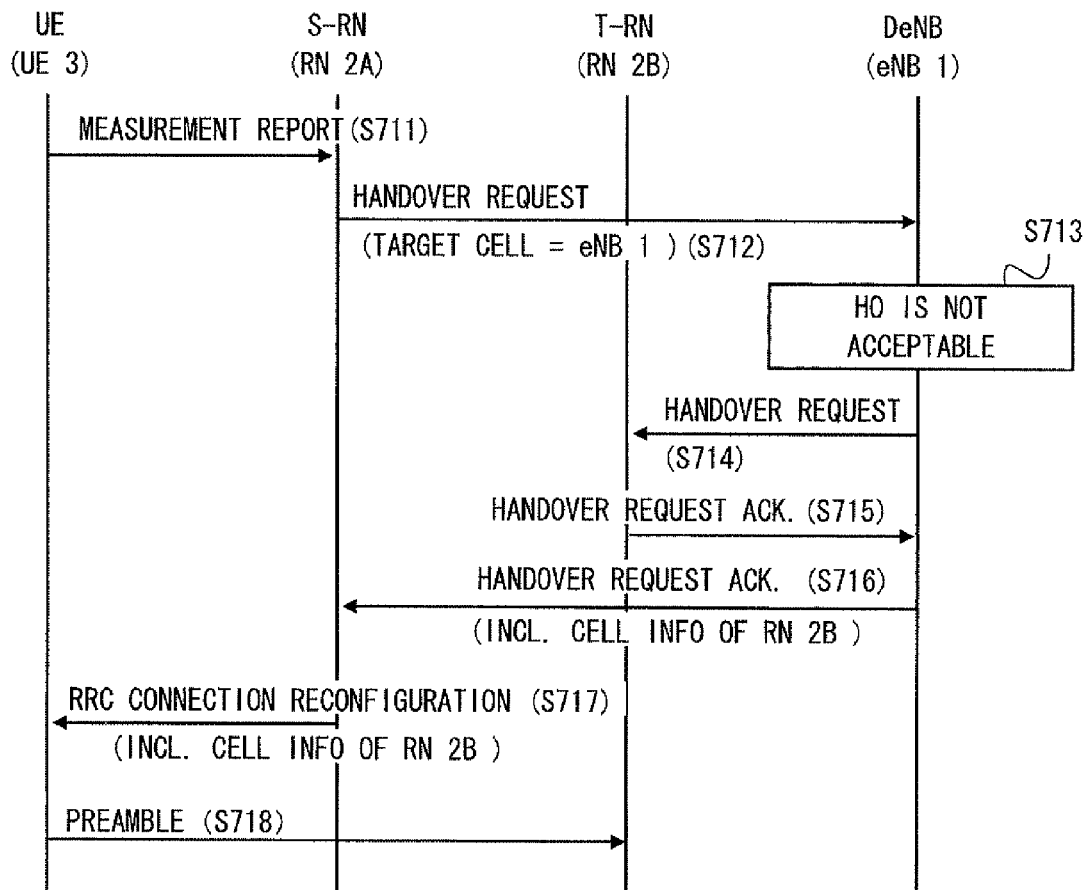 UE S-RN T-RN DeNB
(UE 3) (RN 2A) (RN 2B) (eNB 1)
MEASUREMENT REPORT(S711)
HANDOVER REQUEST
(TARGET CELL = eNB 1 )(S712)
S713
HO IS NOT
ACCEPTABLE
HANDOVER REQUEST
(S714)
HANDOVER REQUEST ACK. (S715)
HANDOVER REQUEST ACK. (S716)
(INCL. CELL INFO OF RN 2B )
RRC CONNECTION RECONFIGURATION (S717)
(INCL. CELL INFO OF RN 2B )
PREAMBLE (S718)